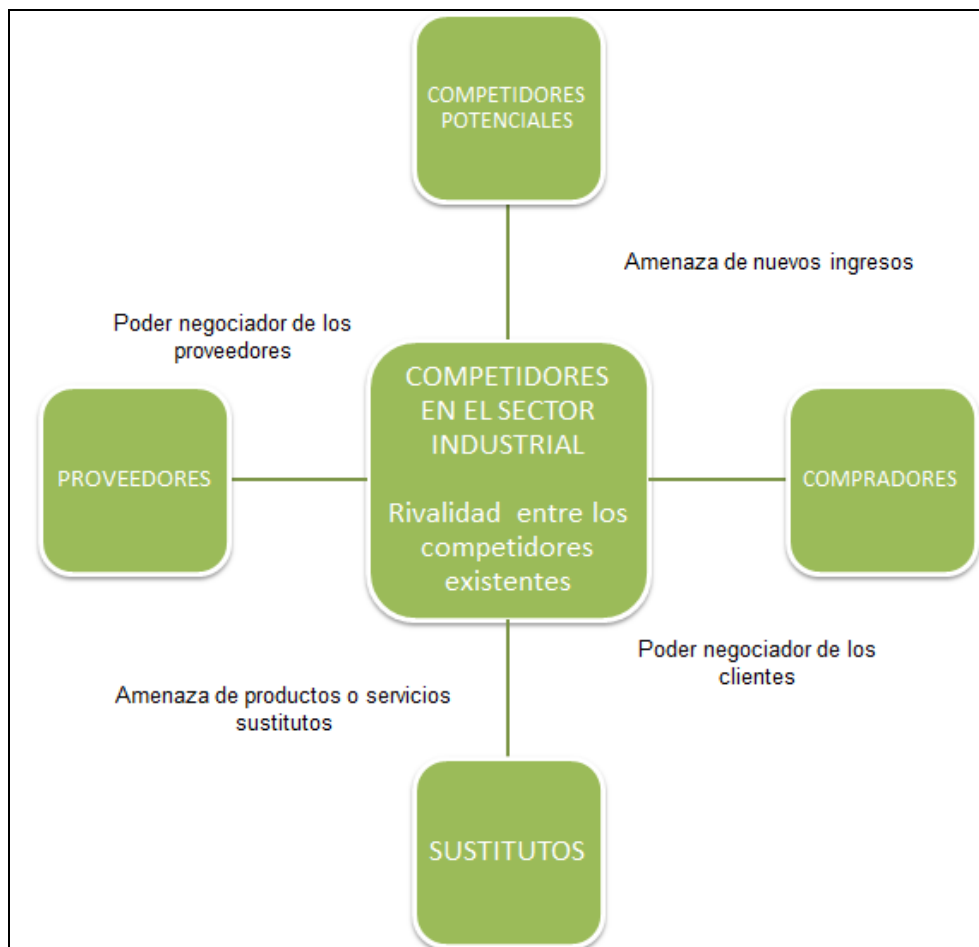 COMPETIDORES
POTENCIALES
Amenaza de nuevos ingresos
Poder negociador de los
proveedores
COMPETIDORES
EN EL SECTOR
INDUSTRIAL
Rivalidad entre los
competidores
existentes
PROVEEDORES
COMPRADORES
Poder negociador de los
clientes
Amenaza de productos o servicios
sustitutos
SUSTITUTOS